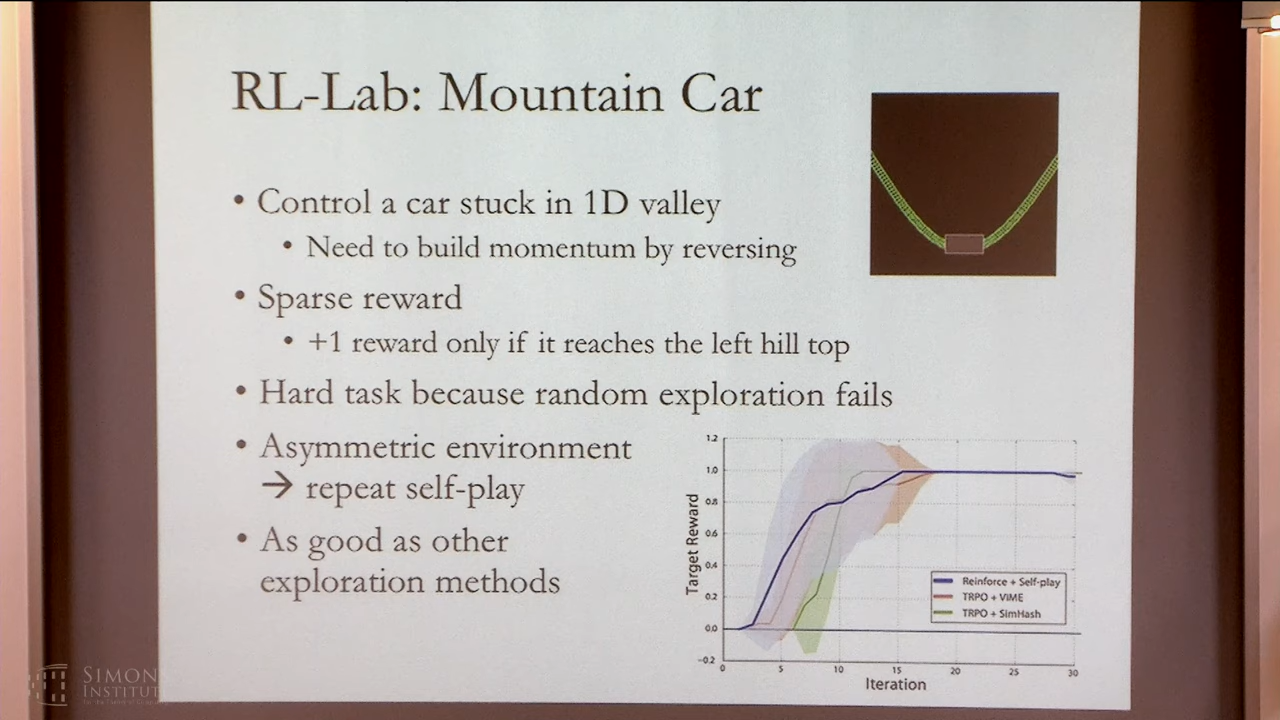 RL-Lab: Mountain Car
• Control a car stuck in 1D valley
• Need to build momentum by reversing
• Sparse reward
• +1 reward only if it reaches the left hill top
• Hard task because random exploration fails
• Asymmetric environment
→ repeat self-play
• As good as other
exploration methods
1.2
1.0
0.8
0.6
0.4
0.2
0.0
−0.2
Target Reward
0 5 10 15 20 25 30
Iteration
Reinforce + Self-play
TRPO + VIME
TRPO + SimHash
SIMONS
INSTITUTE